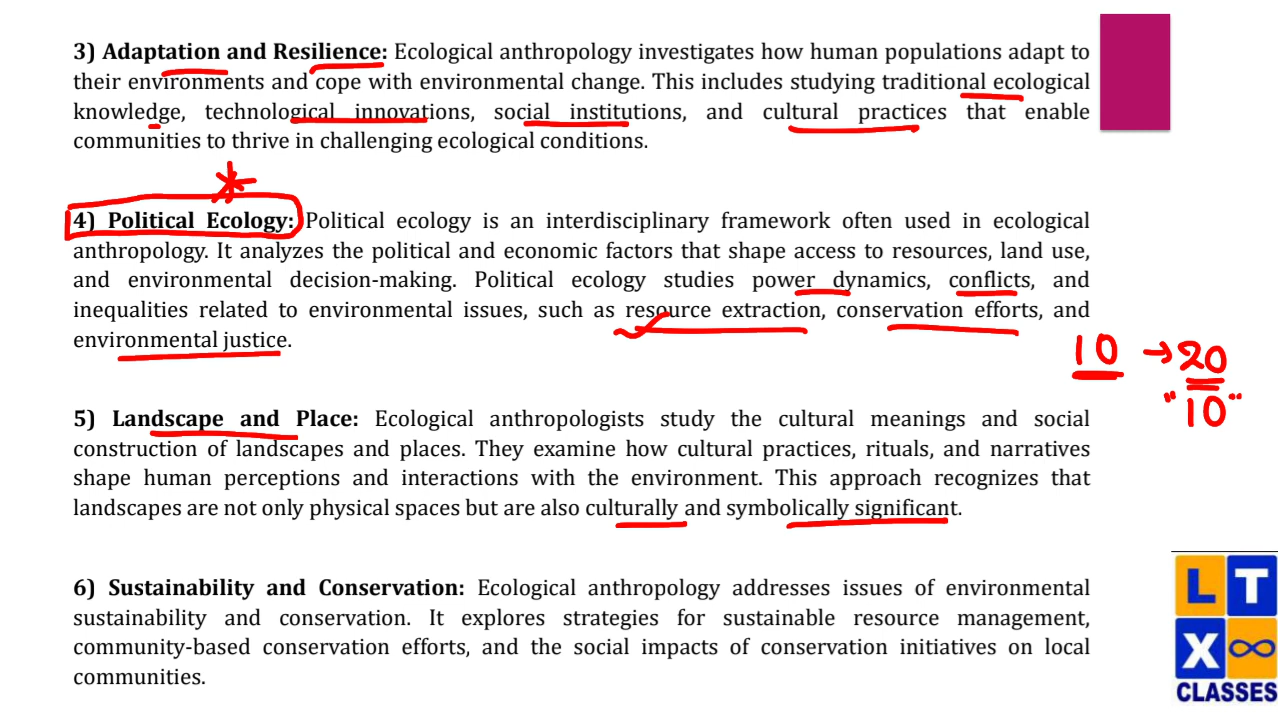 3) Adaptation and Resilience: Ecological anthropology investigates how human populations adapt to
their environments and cope with environmental change. This includes studying traditional ecological
knowledge, technological innovations, social institutions, and cultural practices that enable
communities to thrive in challenging ecological conditions.
4) Political Ecology: Political ecology is an interdisciplinary framework often used in ecological
anthropology. It analyzes the political and economic factors that shape access to resources, land use,
and environmental decision-making. Political ecology studies power dynamics, conflicts, and
inequalities related to environmental issues, such as resource extraction, conservation efforts, and
environmental justice.
10 → 20
"10"
5) Landscape and Place: Ecological anthropologists study the cultural meanings and social
construction of landscapes and places. They examine how cultural practices, rituals, and narratives
shape human perceptions and interactions with the environment. This approach recognizes that
landscapes are not only physical spaces but are also culturally and symbolically significant.
6) Sustainability and Conservation: Ecological anthropology addresses issues of environmental
sustainability and conservation. It explores strategies for sustainable resource management,
community-based conservation efforts, and the social impacts of conservation initiatives on local
communities.
L T
X ∞
CLASSES